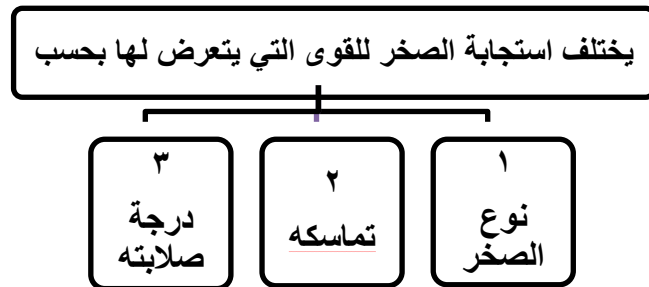 يختلف استجابة الصخر للقوى التي يتعرض لها بحسب
١
نوع
الصخر
٢
تماسكه
٣
درجة
صلابته